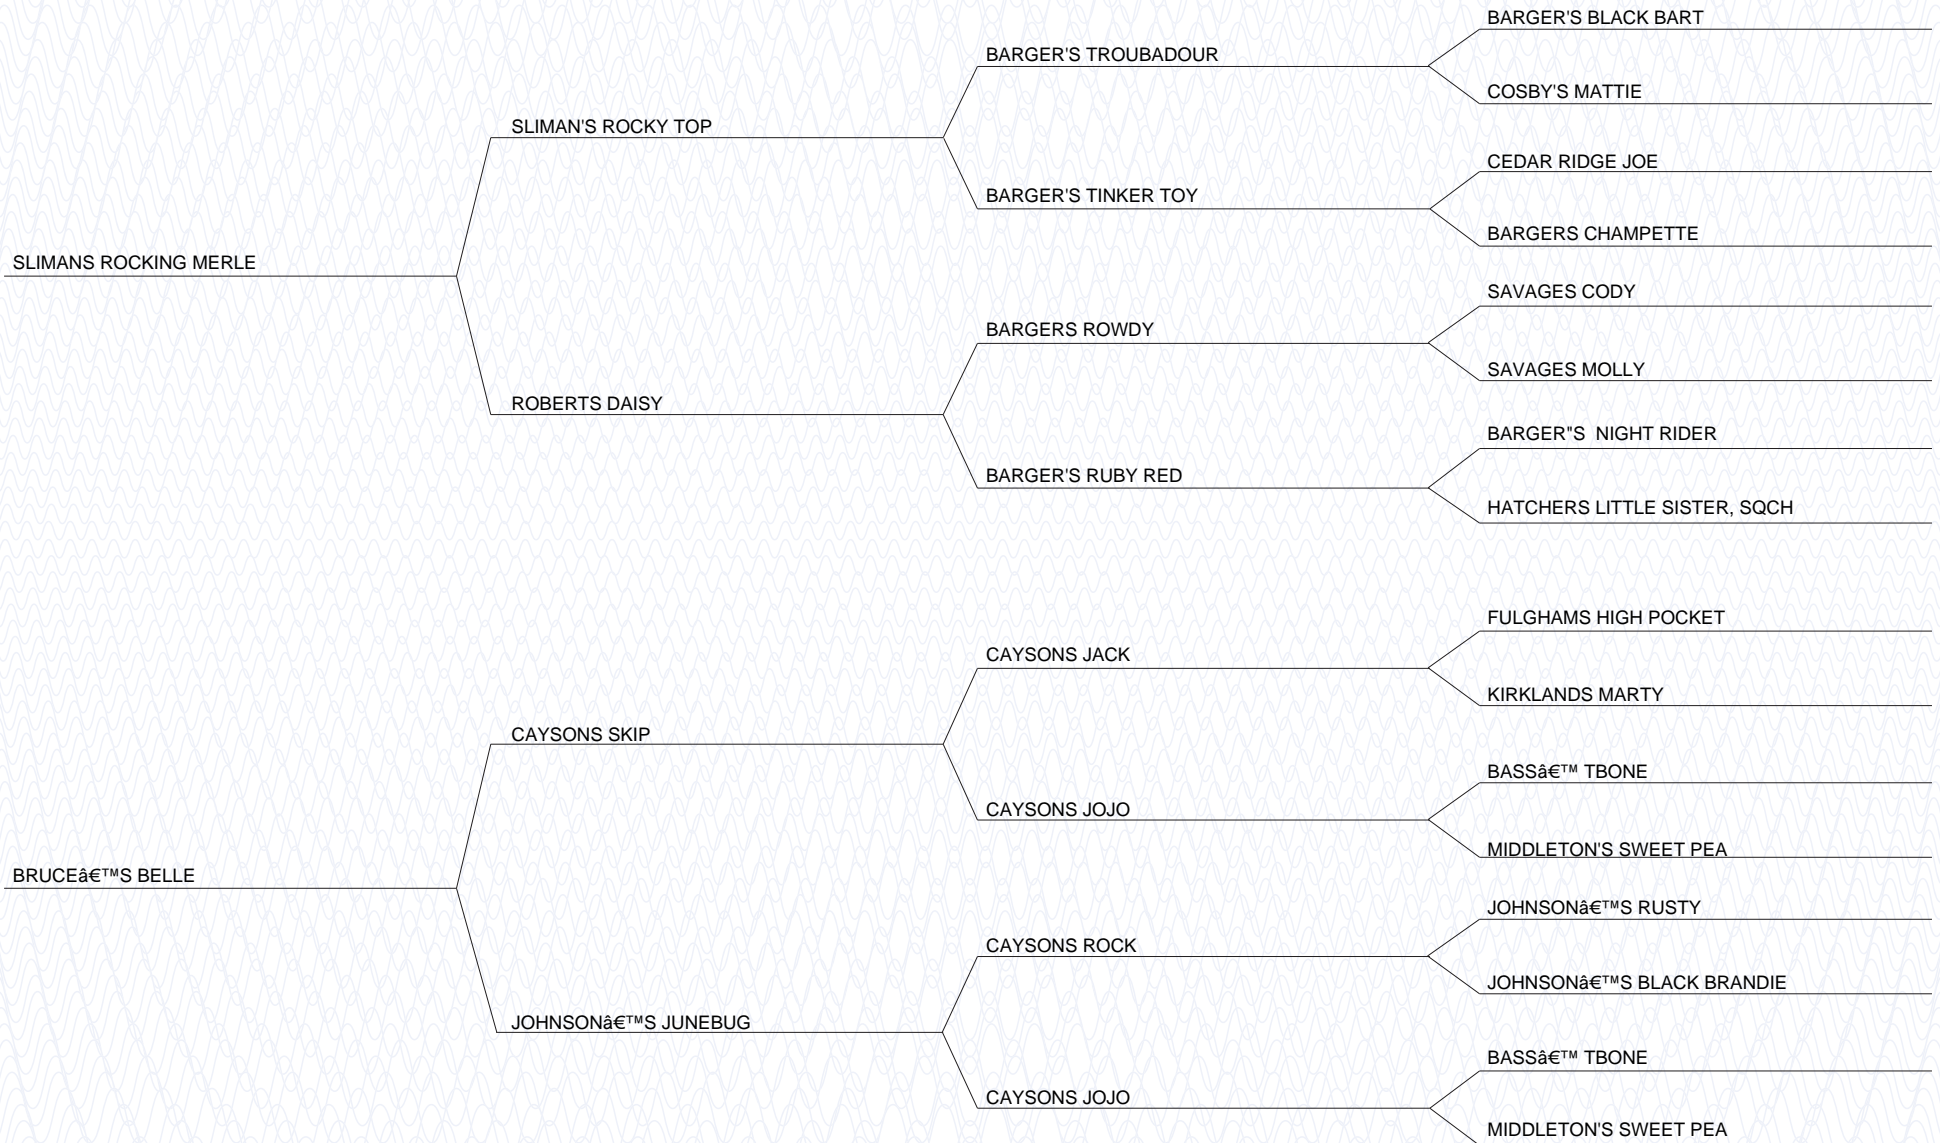 BARGER'S BLACK BART
BARGER'S TROUBADOUR
COSBY'S MATTIE
SLIMAN'S ROCKY TOP
CEDAR RIDGE JOE
BARGER'S TINKER TOY
BARGERS CHAMPETTE
SLIMANS ROCKING MERLE
SAVAGES CODY
BARGERS ROWDY
SAVAGES MOLLY
ROBERTS DAISY
BARGER"S  NIGHT RIDER
BARGER'S RUBY RED
HATCHERS LITTLE SISTER, SQCH
FULGHAMS HIGH POCKET
CAYSONS JACK
KIRKLANDS MARTY
CAYSONS SKIP
BASSâ€™ TBONE
CAYSONS JOJO
MIDDLETON'S SWEET PEA
BRUCEâ€™S BELLE
JOHNSONâ€™S RUSTY
CAYSONS ROCK
JOHNSONâ€™S BLACK BRANDIE
JOHNSONâ€™S JUNEBUG
BASSâ€™ TBONE
CAYSONS JOJO
MIDDLETON'S SWEET PEA